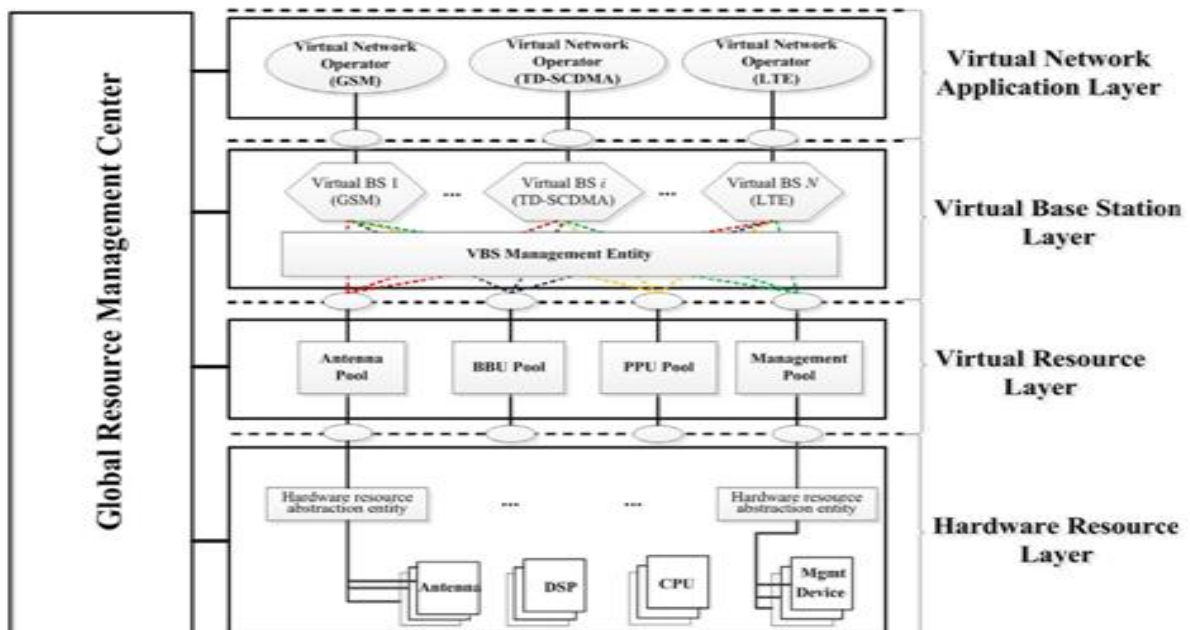 Global Resource Management Center
Virtual Network
Operator
(GSM)
Virtual Network
Operator
(TD-SCDMA)
Virtual Network
Operator
(LTE)
Virtual Network
Application Layer
Virtual BS 1
(GSM)
...
Virtual BS i
(TD-SCDMA)
...
Virtual BS N
(LTE)
VBS Management Entity
Virtual Base Station
Layer
Antenna
Pool
BBU Pool
PPU Pool
Management
Pool
Virtual Resource
Layer
Hardware resource
abstraction entity
...
...
Hardware resource
abstraction entity
Antenna
DSP
CPU
Mgmt
Device
Hardware Resource
Layer